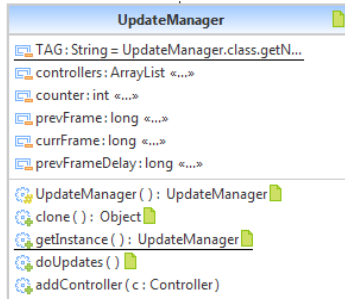 UpdateManager
TAG : String = UpdateManager.class.getN...
controllers : ArrayList «...»
counter : int «...»
prevFrame : long «...»
currFrame : long «...»
prevFrameDelay : long «...»
UpdateManager ( ) : UpdateManager
clone ( ) : Object
getInstance ( ) : UpdateManager
doUpdates ( )
addController ( c : Controller )